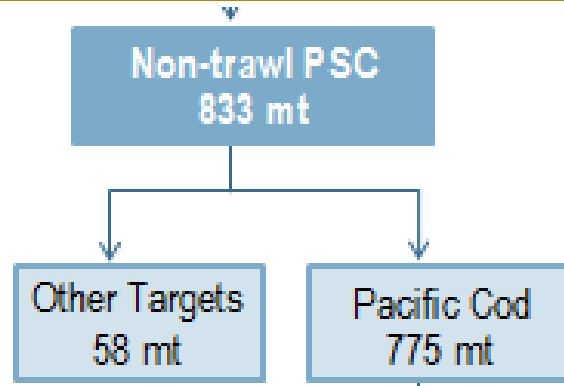 Non-trawl PSC
833 mt
Other Targets
58 mt
Pacific Cod
775 mt